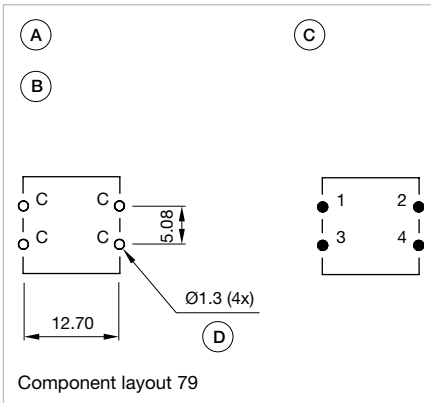 A
C
B
C C
C C
5.08
1 2
3 4
Ø1.3 (4x)
12.70
D
Component layout 79